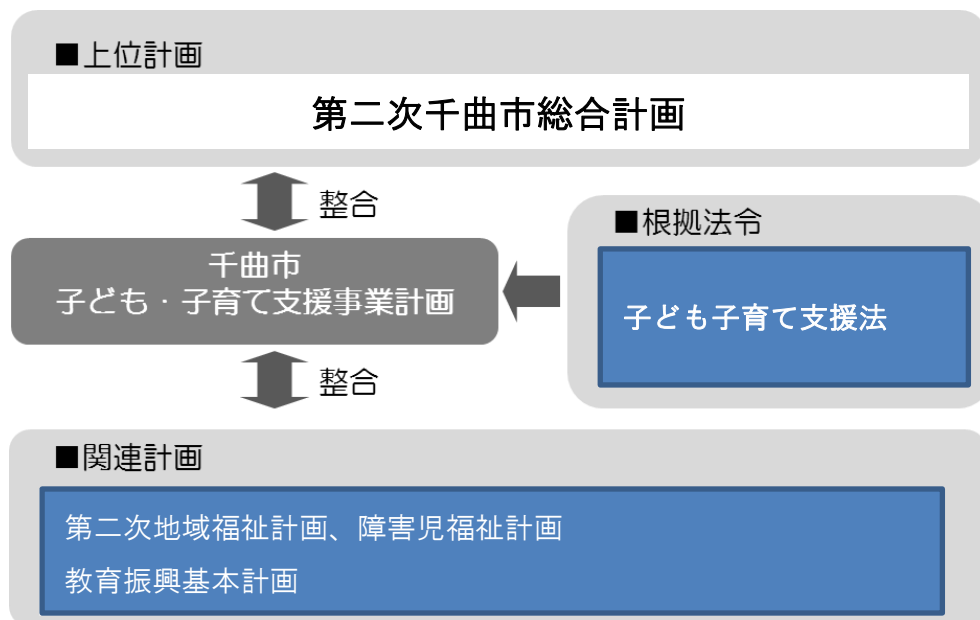 ■上位計画
第二次千曲市総合計画
整合
■根拠法令
千曲市
子ども・子育て支援事業計画
子ども子育て支援法
整合
■関連計画
第二次地域福祉計画、障害児福祉計画
教育振興基本計画